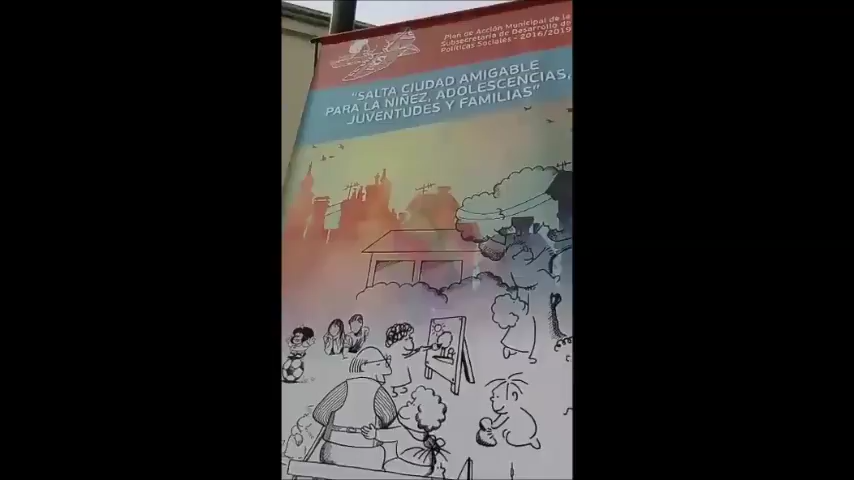 Plan de Acción Municipal de la
Subsecretaría de Desarrollo de
Políticas Sociales - 2016/2019
"SALTA CIUDAD AMIGABLE
PARA LA NIÑEZ, ADOLESCENCIAS,
JUVENTUDES Y FAMILIAS"